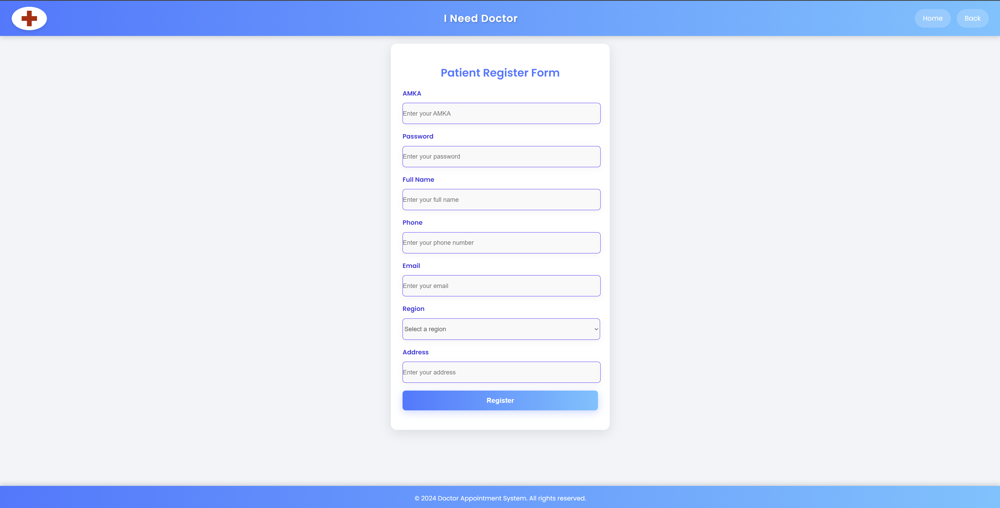 I Need Doctor
Home
Back
Patient Register Form
AMKA
Enter your AMKA
Password
Enter your password
Full Name
Enter your full name
Phone
Enter your phone number
Email
Enter your email
Region
Select a region
Address
Enter your address
Register
© 2024 Doctor Appointment System. All rights reserved.